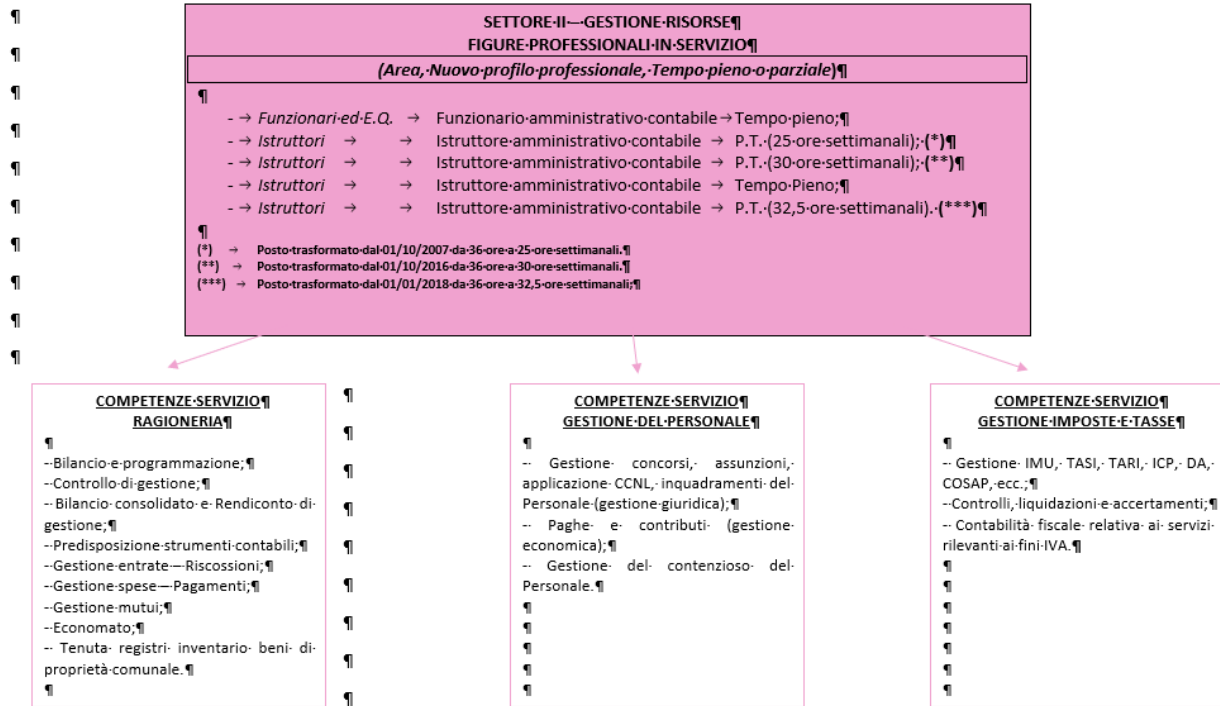 SETTORE II – GESTIONE RISORSE¶
FIGURE PROFESSIONALI IN SERVIZIO¶
(Area, Nuovo profilo professionale, Tempo pieno o parziale)¶
¶
- → Funzionari ed E.Q. → Funzionario amministrativo contabile → Tempo pieno;¶
- → Istruttori → → Istruttore amministrativo contabile → P.T. (25 ore settimanali); (*)¶
- → Istruttori → → Istruttore amministrativo contabile → P.T. (30 ore settimanali); (**)¶
- → Istruttori → → Istruttore amministrativo contabile → Tempo Pieno;¶
- → Istruttori → → Istruttore amministrativo contabile → P.T. (32,5 ore settimanali). (***)¶
¶
(*) → Posto trasformato dal 01/10/2007 da 36 ore a 25 ore settimanali.¶
(**) → Posto trasformato dal 01/10/2016 da 36 ore a 30 ore settimanali.¶
(***) → Posto trasformato dal 01/01/2018 da 36 ore a 32,5 ore settimanali;¶
COMPETENZE SERVIZIO¶
RAGIONERIA¶
¶
- Bilancio e programmazione;¶
- Controllo di gestione;¶
- Bilancio consolidato e Rendiconto di
gestione;¶
- Predisposizione strumenti contabili;¶
- Gestione entrate – Riscossioni;¶
- Gestione spese – Pagamenti;¶
- Gestione mutui;¶
- Economato;¶
- Tenuta registri inventario beni di
proprietà comunale.¶
¶
COMPETENZE SERVIZIO¶
GESTIONE DEL PERSONALE¶
¶
- Gestione concorsi, assunzioni,
applicazione CCNL, inquadramenti del
Personale (gestione giuridica);¶
- Paghe e contributi (gestione
economica);¶
- Gestione del contenzioso del
Personale.¶
¶
¶
¶
¶
¶
COMPETENZE SERVIZIO¶
GESTIONE IMPOSTE E TASSE¶
¶
- Gestione IMU, TASI, TARI, ICP, DA,
COSAP, ecc.;¶
- Controlli, liquidazioni e accertamenti;¶
- Contabilità fiscale relativa ai servizi
rilevanti ai fini IVA.¶
¶
¶
¶
¶
¶
¶
¶